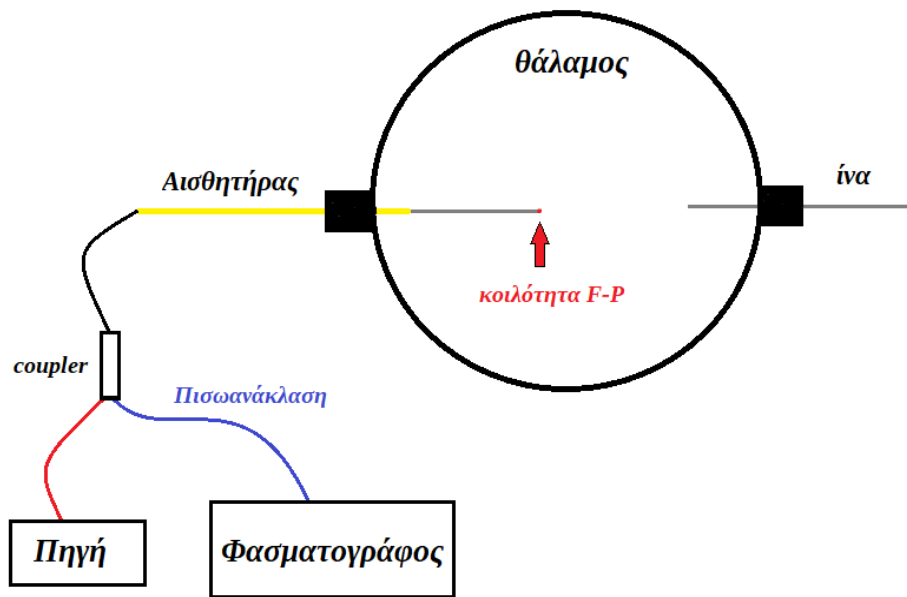 θάλαμος
Αισθητήρας
ίνα
κοιλότητα F-P
coupler
Πισωανάκλαση
Πηγή
Φασματογράφος